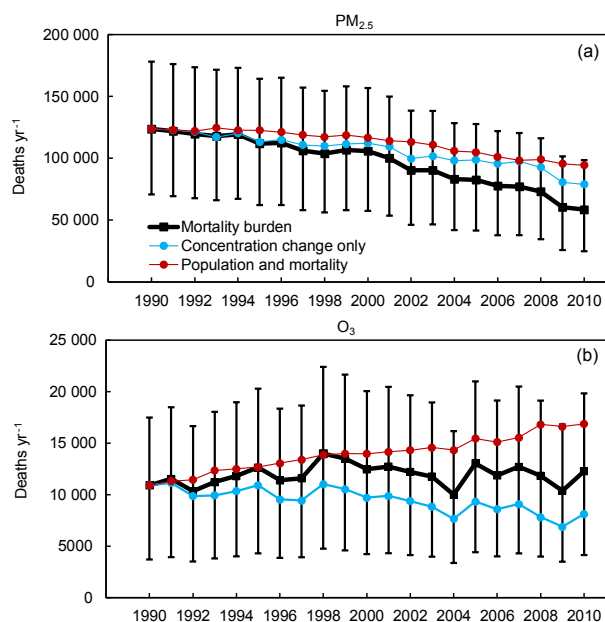 PM2.5
(a)
200 000
150 000
100 000
50 000
0
Deaths yr-1
Mortality burden
Concentration change only
Population and mortality
1990 1992 1994 1996 1998 2000 2002 2004 2006 2008 2010
O3
(b)
25 000
20 000
15 000
10 000
5000
0
Deaths yr-1
1990 1992 1994 1996 1998 2000 2002 2004 2006 2008 2010